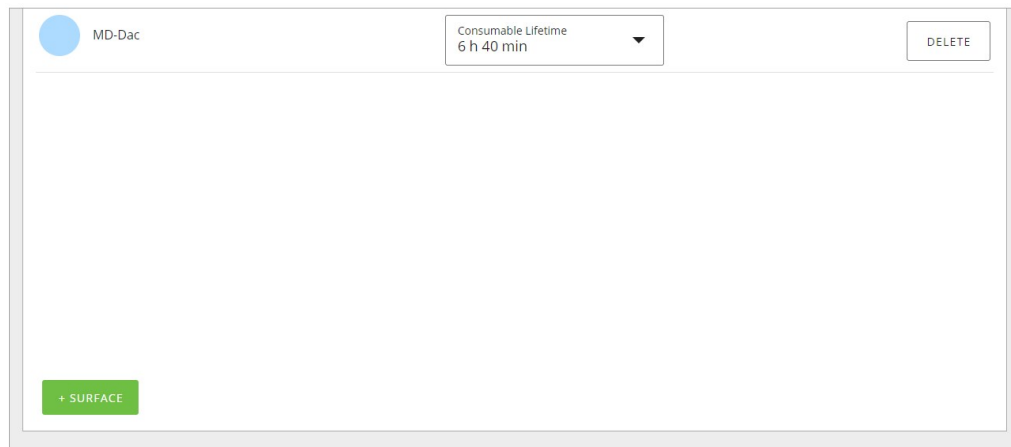 MD-Dac
Consumable Lifetime
6 h 40 min
DELETE
+ SURFACE